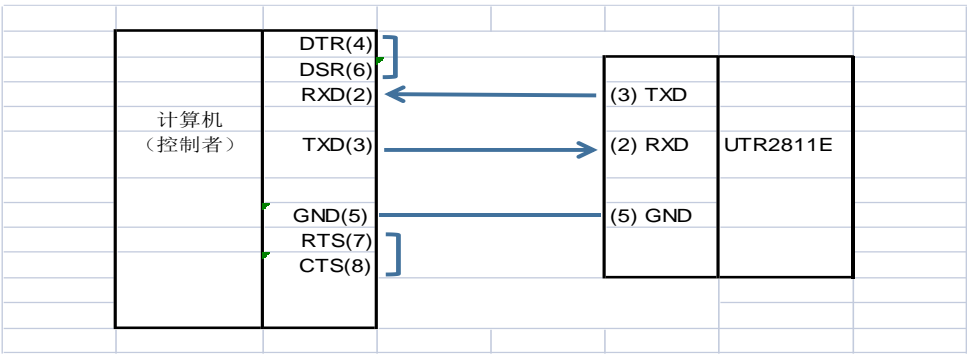 DTR(4)
DSR(6)
RXD(2)
(3) TXD
计算机
（控制者）
TXD(3)
(2) RXD
UTR2811E
GND(5)
(5) GND
RTS(7)
CTS(8)